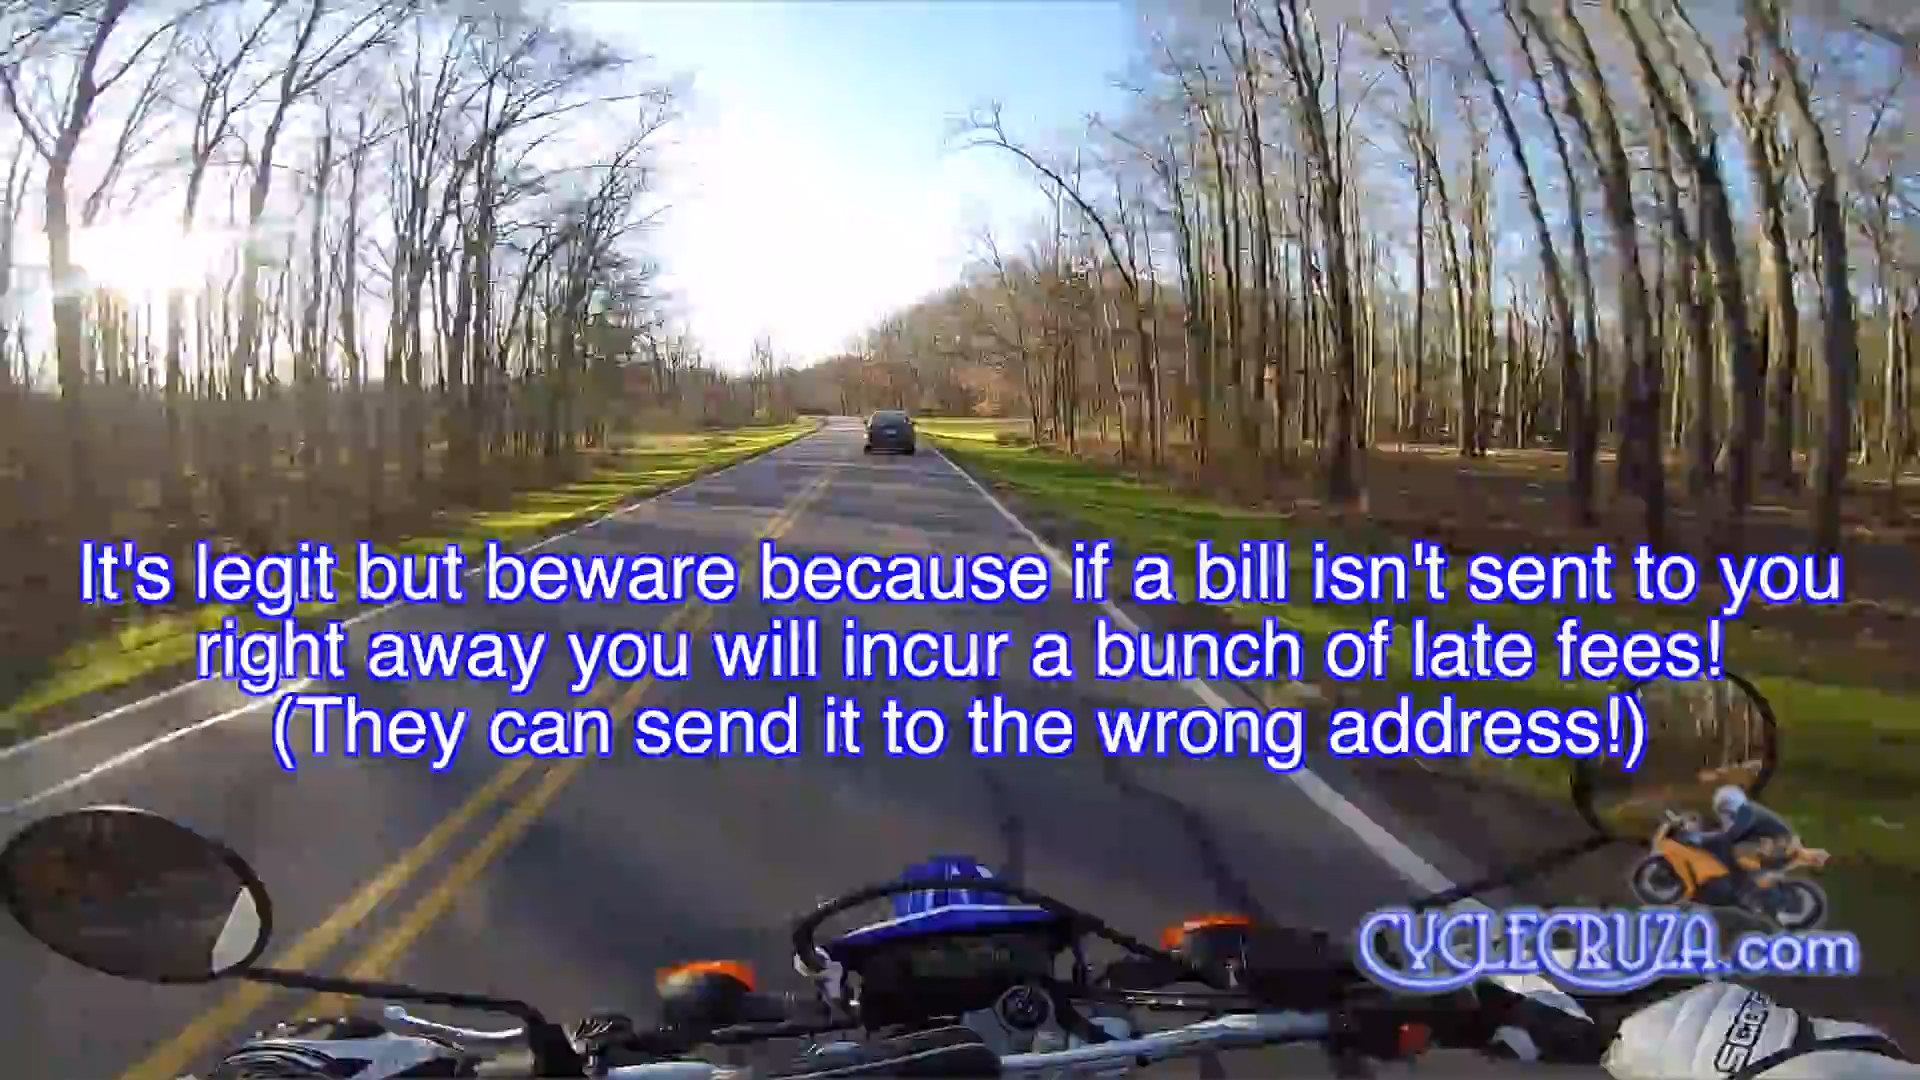 It's legit but beware because if a bill isn't sent to you
right away you will incur a bunch of late fees!
(They can send it to the wrong address!)
CYCLECRUZA.com